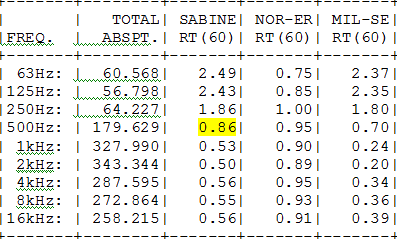 |-------|----------|--------|--------|--------|
|       |     TOTAL|  SABINE|  NOR-ER|  MIL-SE|
|FREQ.  |    ABSPT.|  RT(60)|  RT(60)|  RT(60)|
|-------|----------|--------|--------|--------|
|  63Hz: |    60.568|    2.49|    0.75|    2.37|
| 125Hz: |    56.798|    2.43|    0.85|    2.35|
| 250Hz: |    64.227|    1.86|    1.00|    1.80|
| 500Hz: |   179.629|    0.86|    0.95|    0.70|
|  1kHz: |   327.990|    0.53|    0.90|    0.24|
|  2kHz: |   343.344|    0.50|    0.89|    0.20|
|  4kHz: |   287.595|    0.56|    0.95|    0.34|
|  8kHz: |   272.864|    0.55|    0.93|    0.36|
| 16kHz: |   258.215|    0.56|    0.91|    0.39|
|-------|----------|--------|--------|--------|